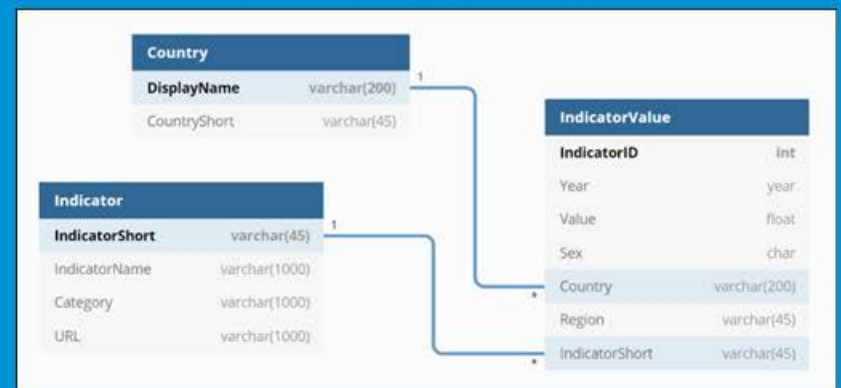 Country
DisplayName varchar(200)
CountryShort varchar(45)
1
Indicator
IndicatorShort varchar(45)
IndicatorName varchar(1000)
Category varchar(1000)
URL varchar(1000)
1
IndicatorValue
IndicatorID int
Year year
Value float
Sex char
Country varchar(200)
Region varchar(45)
IndicatorShort varchar(45)
*
*